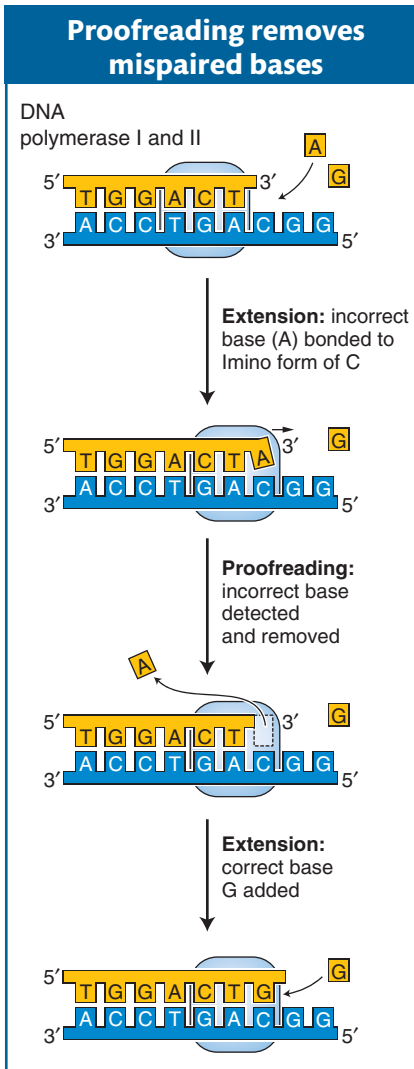 Proofreading removes
mispaired bases
DNA
polymerase I and II
A
G
5′ 3′
T G G A C T
A C C T G A C G G
3′ 5′
Extension: incorrect
base (A) bonded to
Imino form of C
G
5′ 3′
T G G A C T A
A C C T G A C G G
3′ 5′
Proofreading:
incorrect base
detected
and removed
A
G
5′ 3′
T G G A C T
A C C T G A C G G
3′ 5′
Extension:
correct base
G added
G
5′
T G G A C T G
A C C T G A C G G
3′ 5′